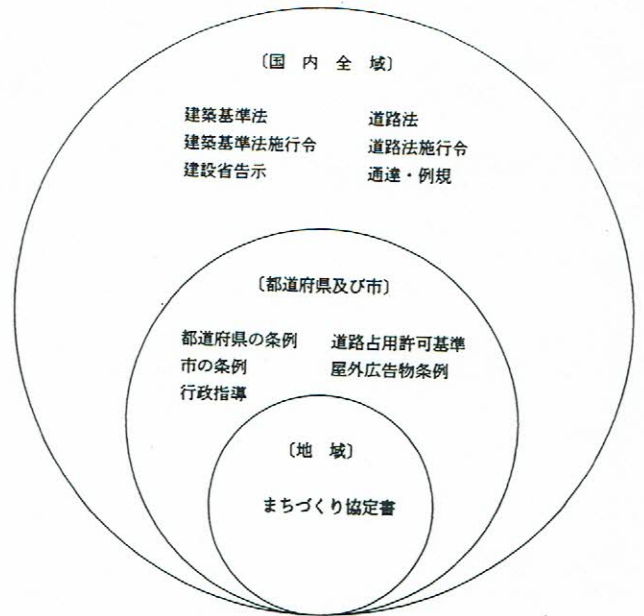 〔国 内 全 域〕
建築基準法
建築基準法施行令
建設省告示
道路法
道路法施行令
通達・例規
〔都道府県及び市〕
都道府県の条例
市の条例
行政指導
道路占用許可基準
屋外広告物条例
〔地 域〕
まちづくり協定書